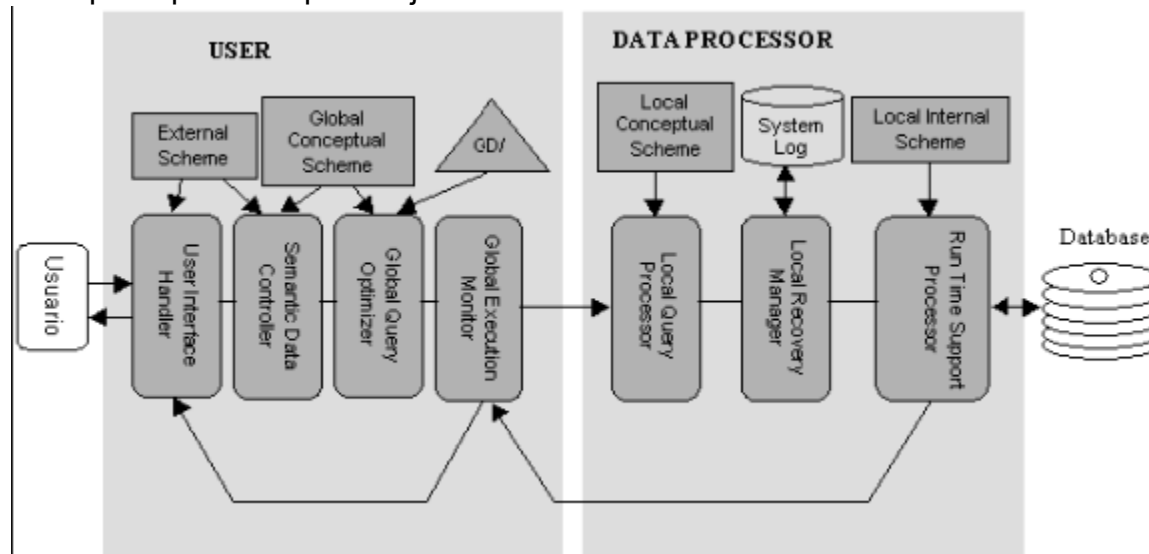 USER
DATA PROCESSOR
External
Scheme
Global
Conceptual
Scheme
GD/
Local
Conceptual
Scheme
System
Log
Local Internal
Scheme
Usuario
User Interface
Handler
Semantic Data
Controller
Global Query
Optimizer
Global Execution
Monitor
Local Query
Processor
Local Recovery
Manager
Run Time Support
Processor
Database